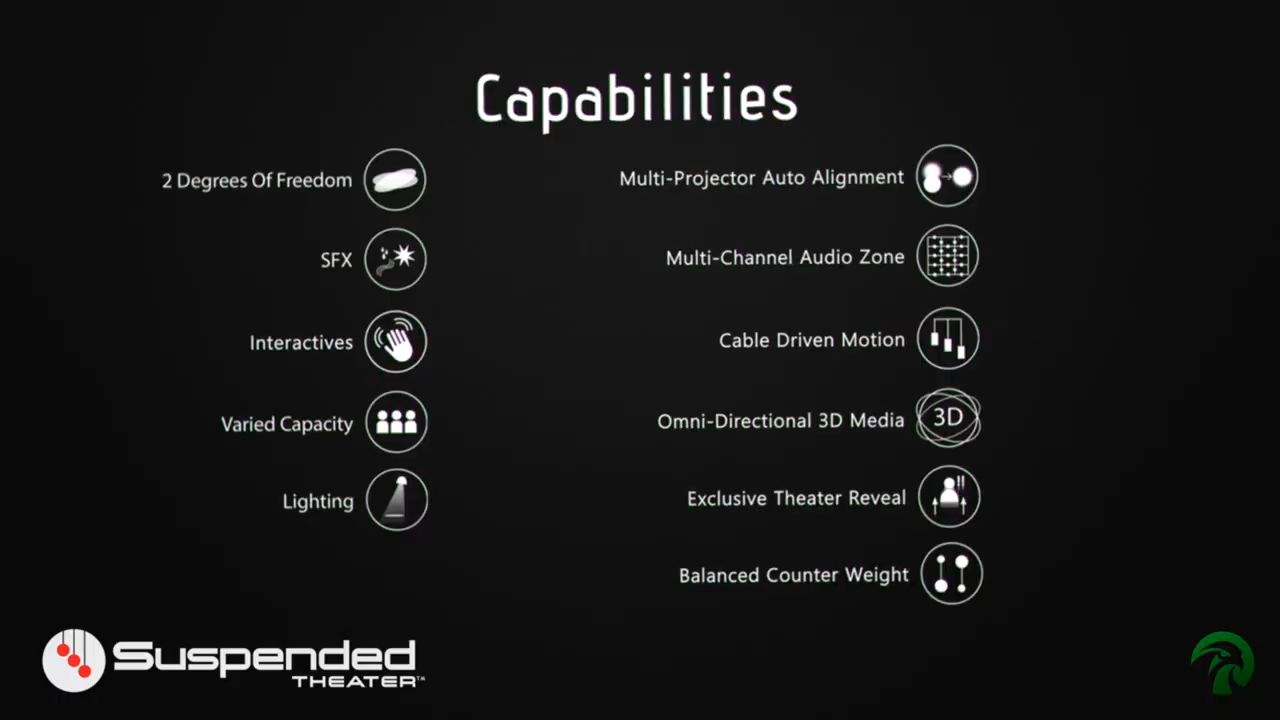 Capabilities
2 Degrees Of Freedom
SFX
Interactives
Varied Capacity
Lighting
Multi-Projector Auto Alignment
Multi-Channel Audio Zone
Cable Driven Motion
Omni-Directional 3D Media
3D
Exclusive Theater Reveal
Balanced Counter Weight
Suspended
THEATER™